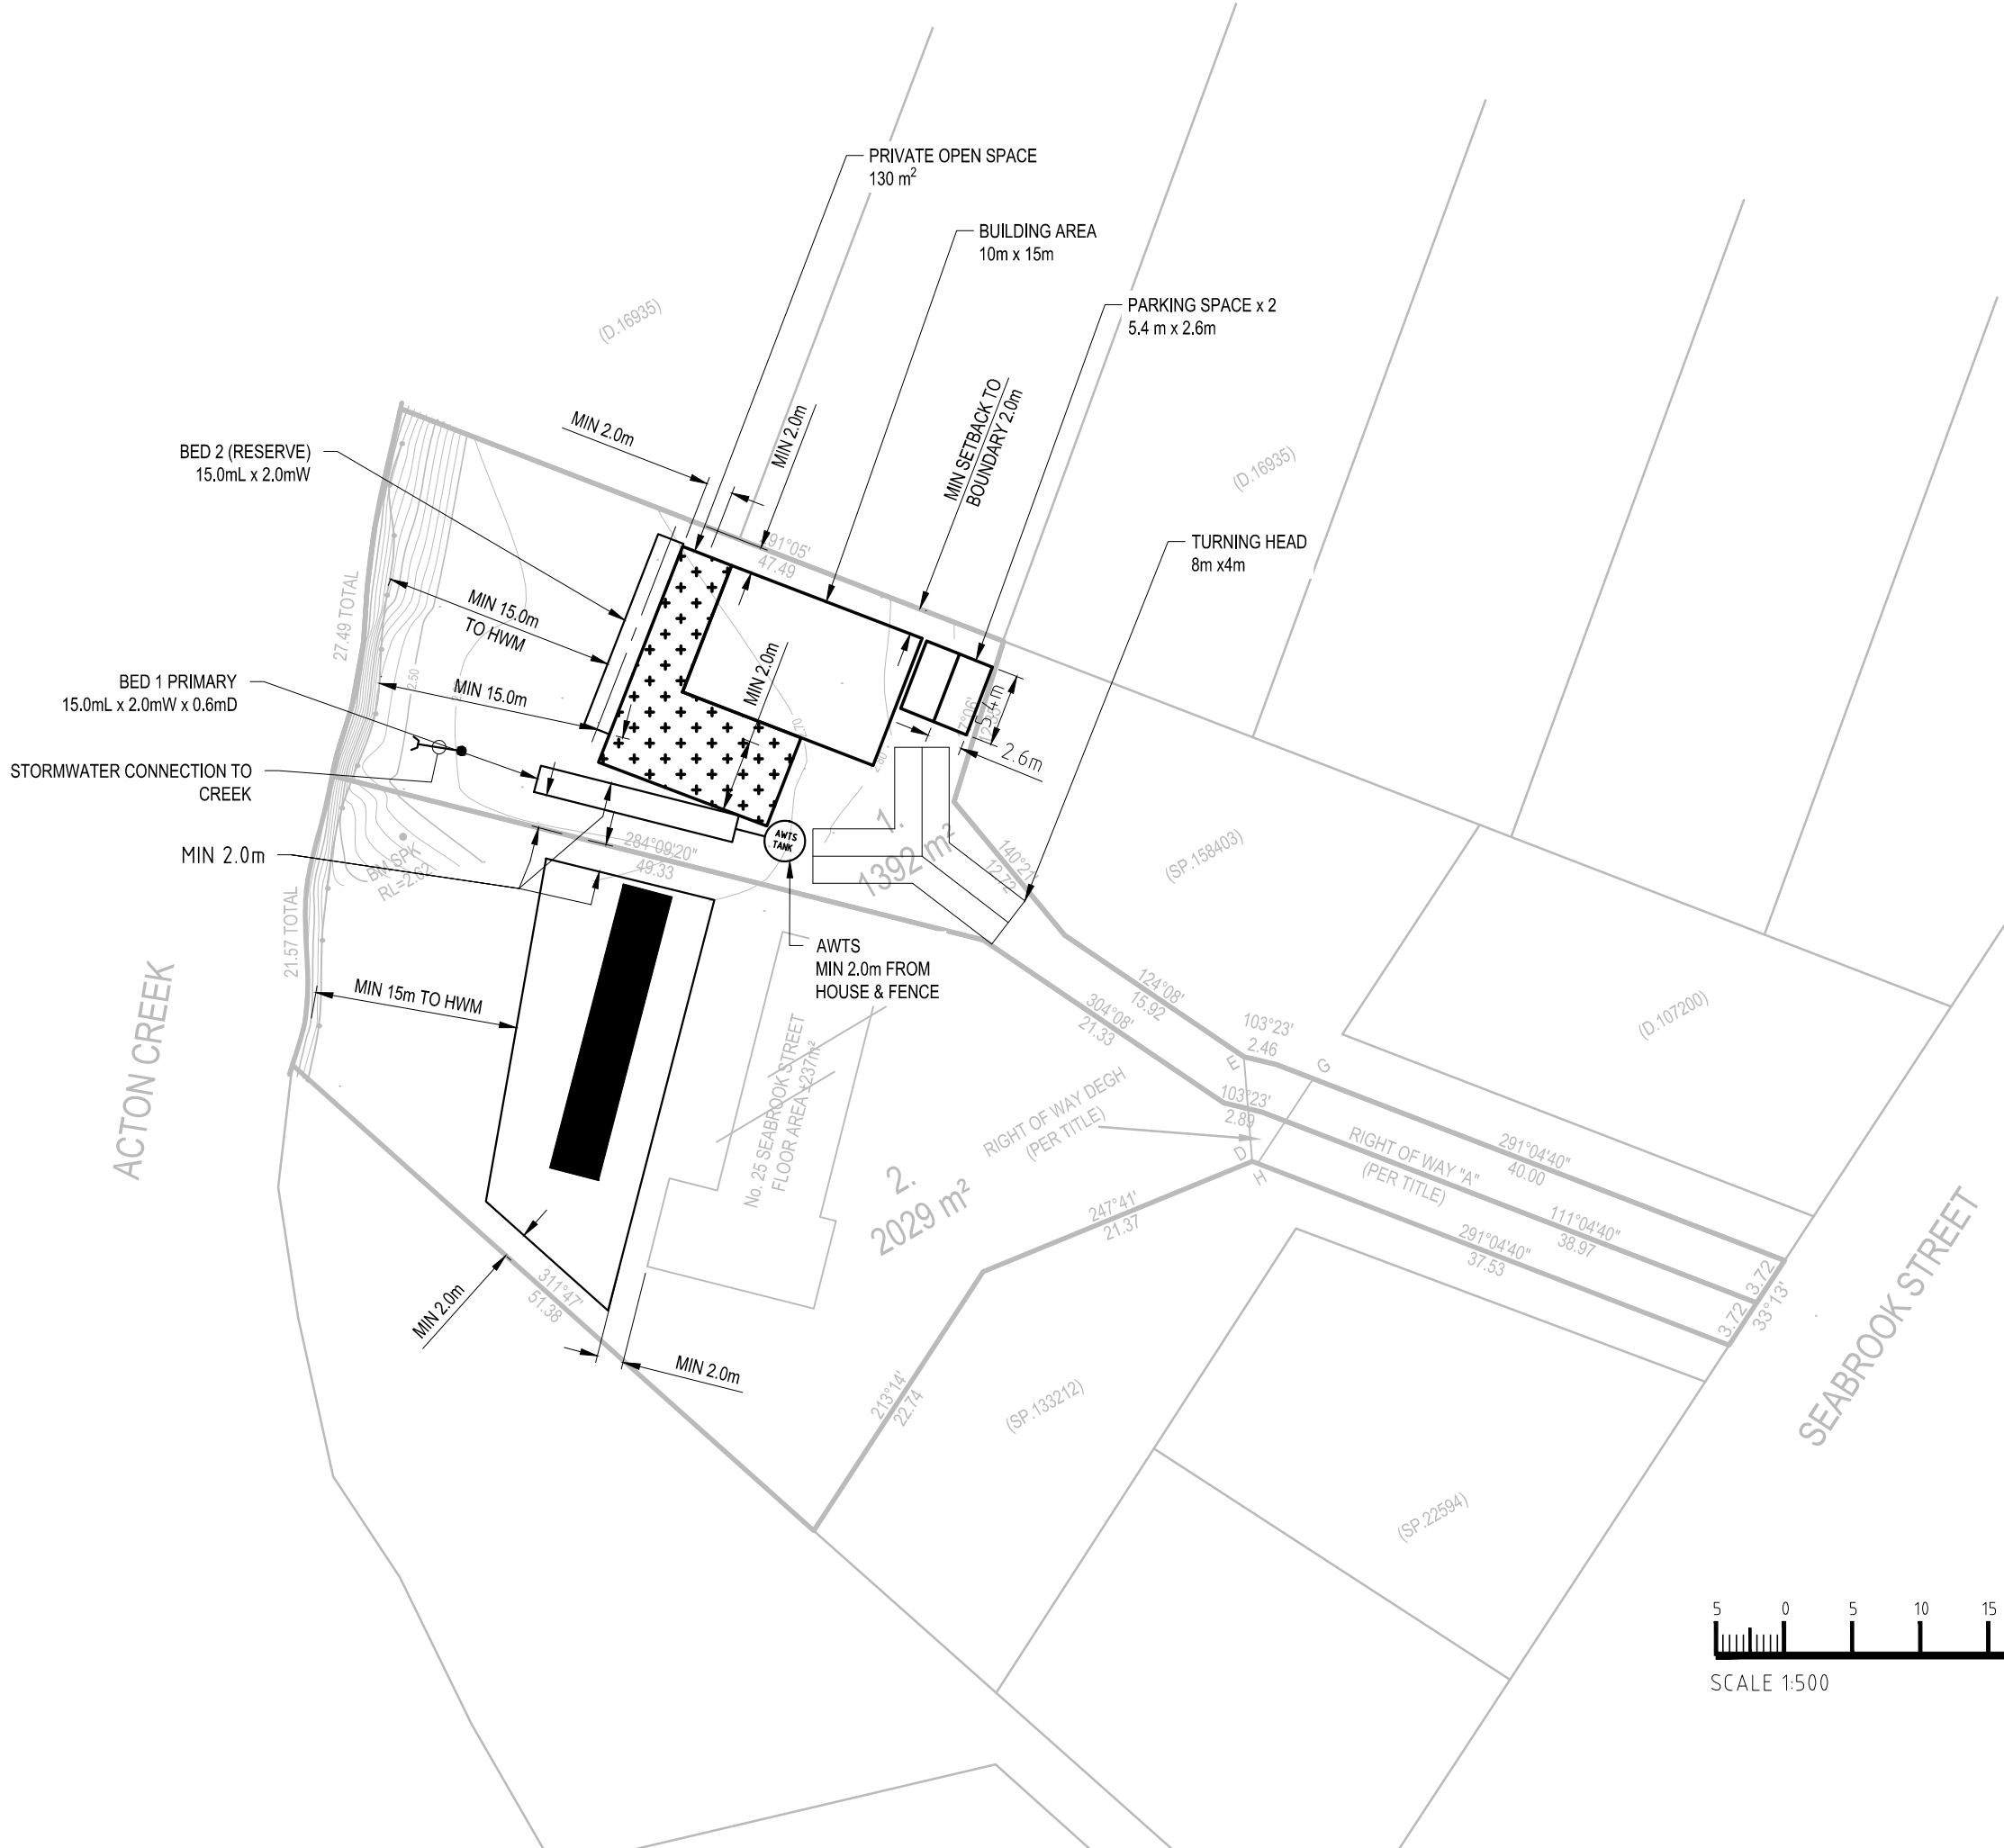 PRIVATE OPEN SPACE
130 m²
BUILDING AREA
10m x 15m
PARKING SPACE x 2
5.4 m x 2.6m
(D.16935)
MIN 2.0m
MIN 2.0m
MIN SETBACK TO
BOUNDARY 2.0m
(D.16935)
BED 2 (RESERVE)
15.0mL x 2.0mW
TURNING HEAD
8m x4m
47.49
27.49 TOTAL
MIN 15.0m
TO HWM
2.50
MIN 15.0m
MIN 2.0m
BED 1 PRIMARY
15.0mL x 2.0mW x 0.6mD
5.4m
2.6m
STORMWATER CONNECTION TO
CREEK
AWTS
TANK
1.
1392 m²
140°21'
12.72
(SP.158403)
MIN 2.0m
284°09'20"
49.33
BM SPK
RL=2.62
21.57 TOTAL
AWTS
MIN 2.0m FROM
HOUSE & FENCE
MIN 15m TO HWM
ACTON CREEK
124°08'
15.92
304°08'
21.33
103°23'
2.46
E
G
(D.107200)
No. 25 SEABROOK STREET
FLOOR AREA ±237m²
RIGHT OF WAY DEGH
(PER TITLE)
103°23'
2.89
D
H
RIGHT OF WAY "A"
(PER TITLE)
291°04'40"
40.00
111°04'40"
38.97
291°04'40"
37.53
2.
2029 m²
247°41'
21.37
3.72
3.72
33°13'
SEABROOK STREET
311°47'
51.38
MIN 2.0m
MIN 2.0m
213°14'
22.74
(SP.133212)
(SP.22594)
5 0 5 10 15
SCALE 1:500